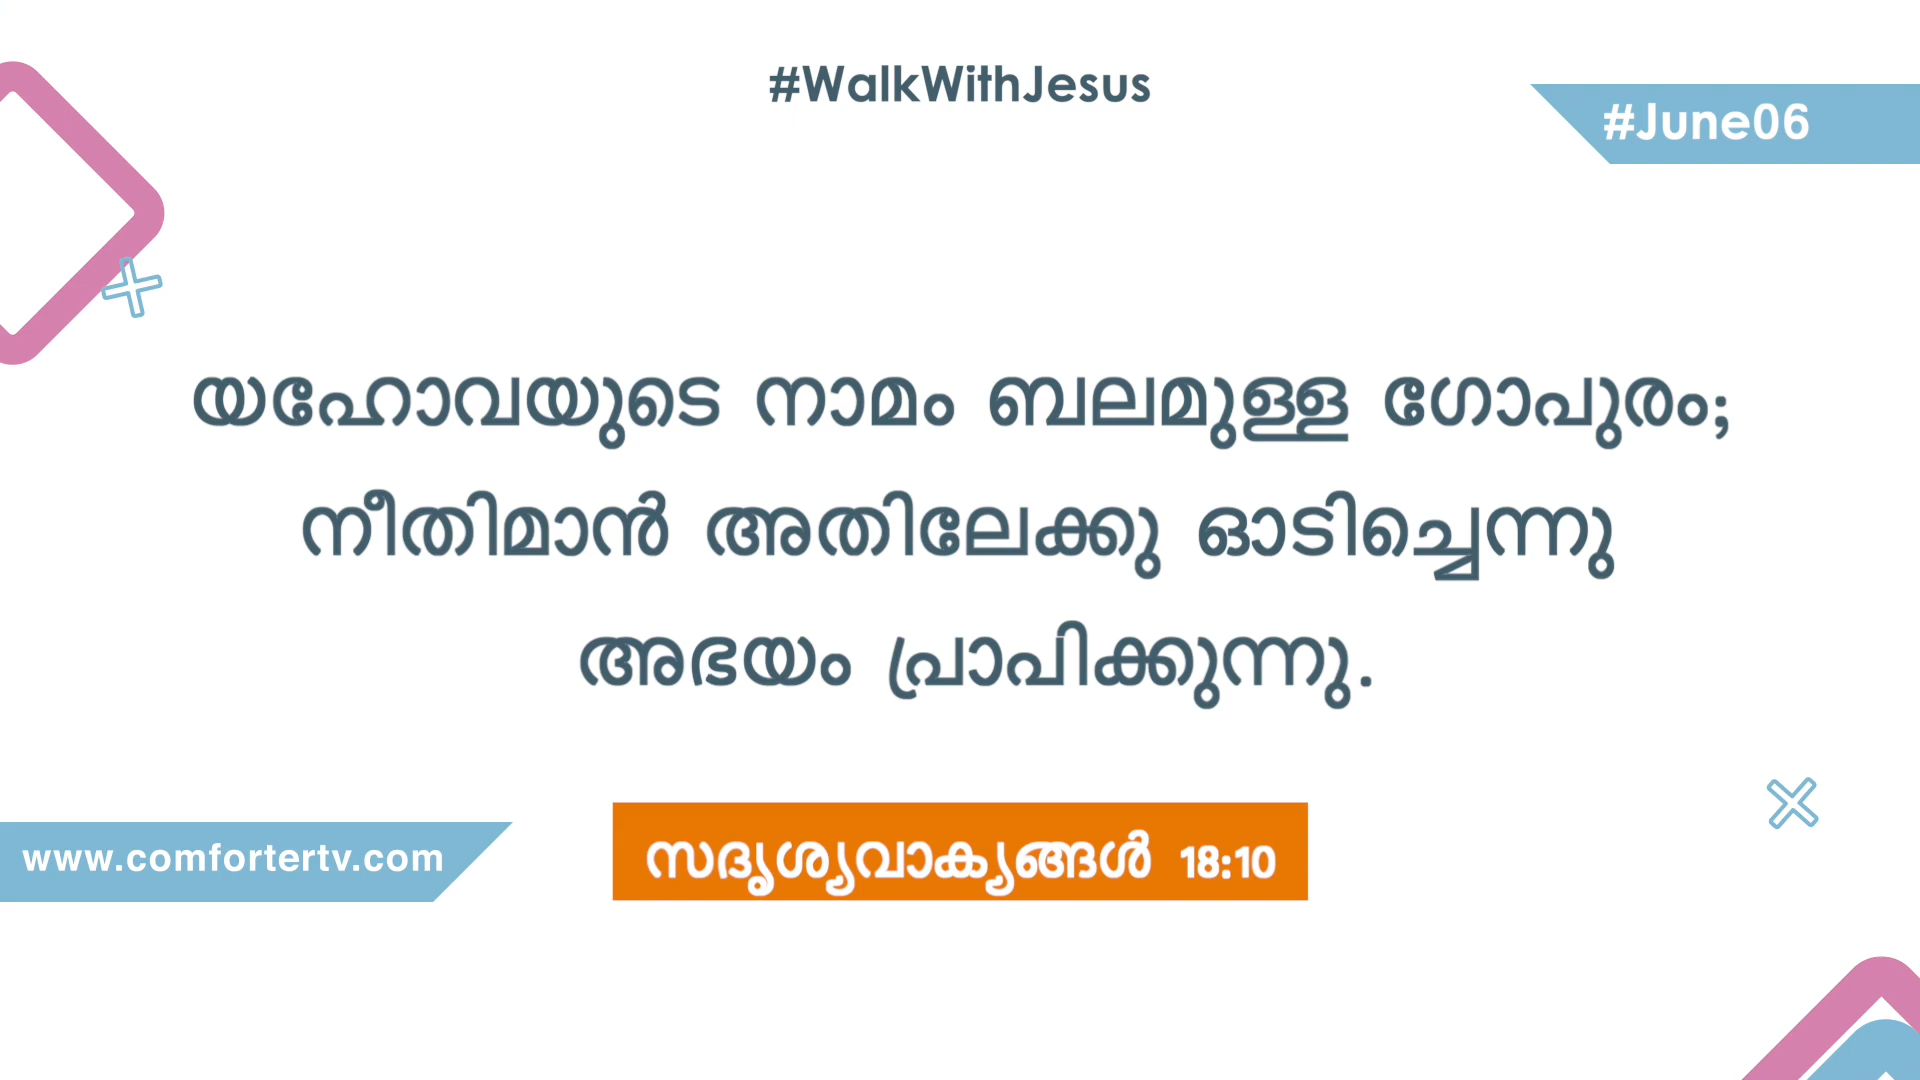 #WalkWithJesus
#June06
യഹോവയുടെ നാമം ബലമുള്ള ഗോപുരം;
നീതിമാൻ അതിലേക്കു ഓടിച്ചെന്നു
അഭയം പ്രാപിക്കുന്നു.
സദൃശ്യവാക്യങ്ങൾ 18:10
www.comfortertv.com